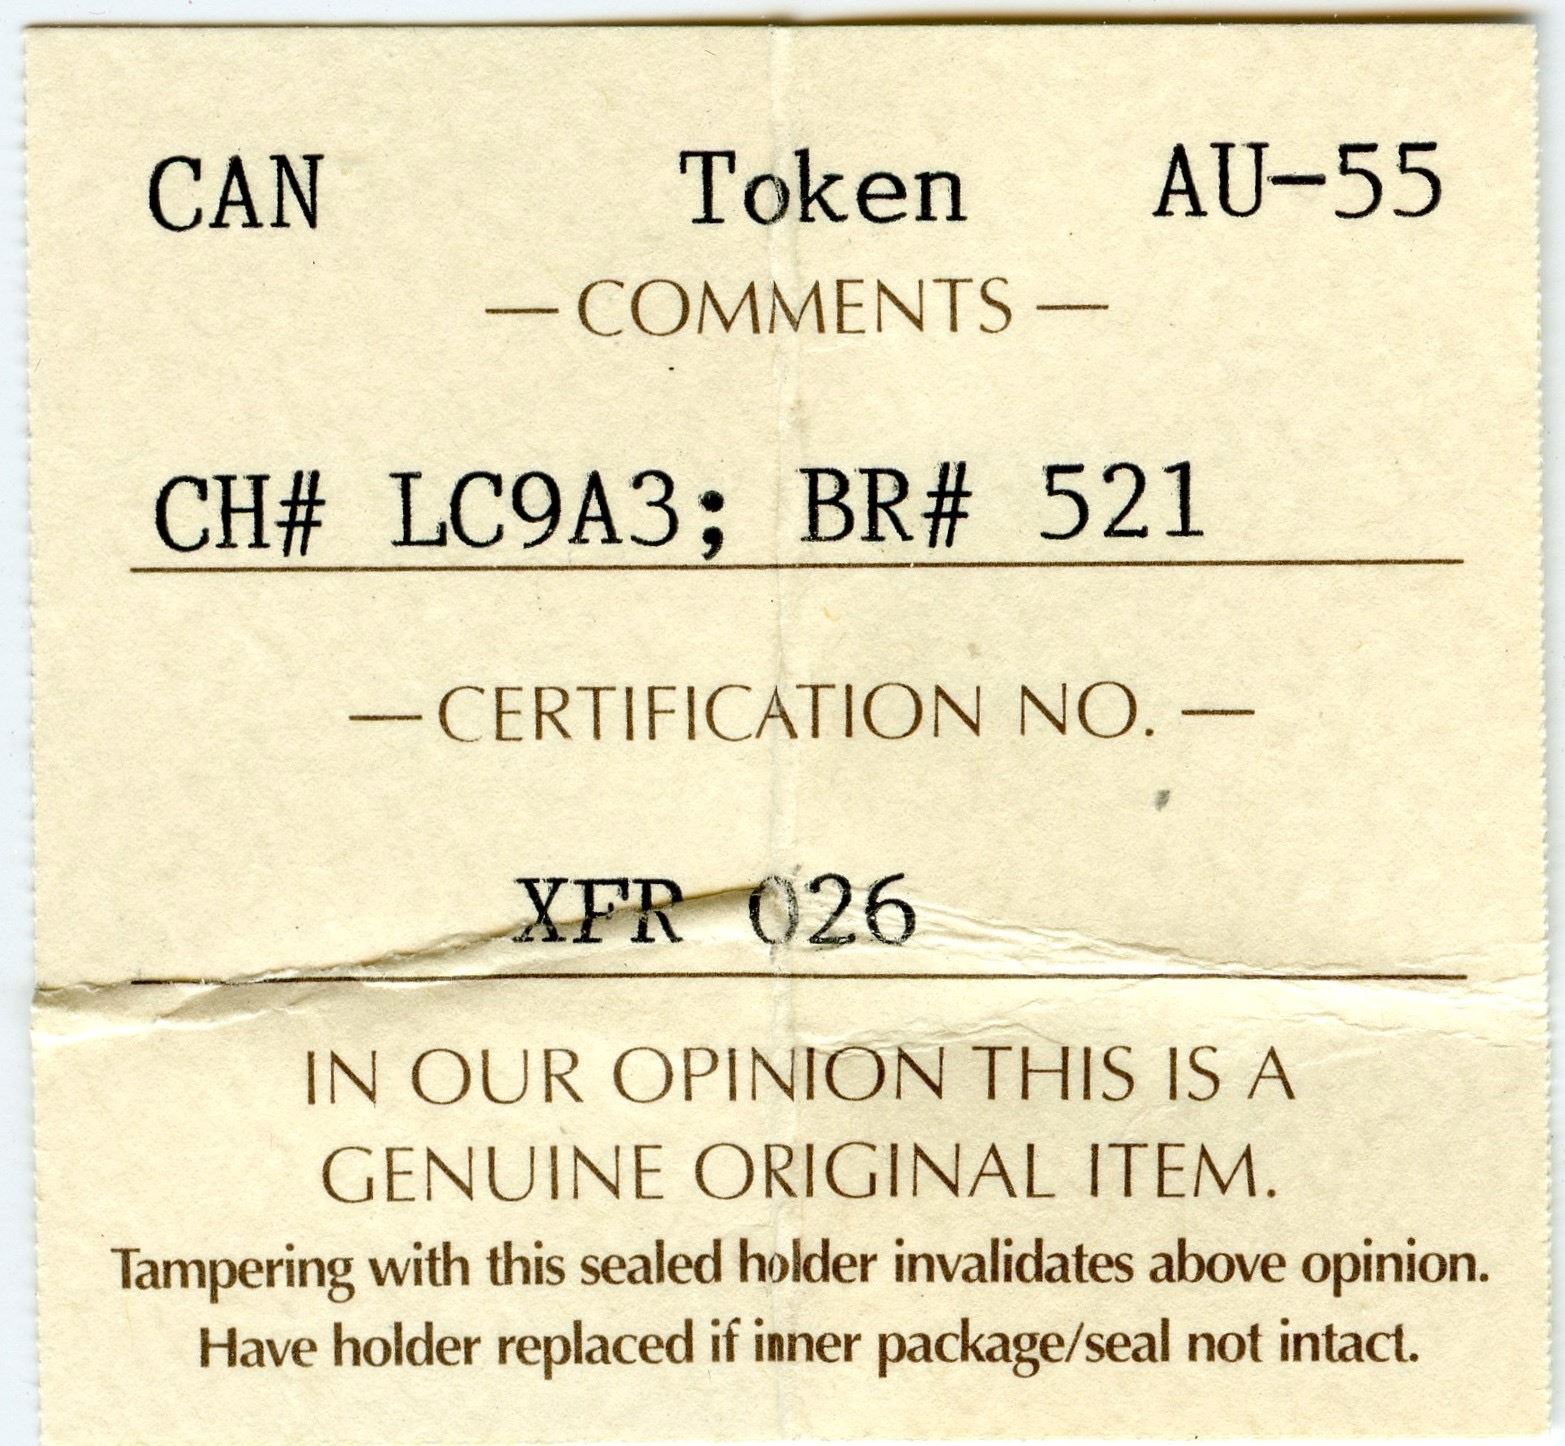 CAN Token AU-55
— COMMENTS —
CH# LC9A3; BR# 521
— CERTIFICATION NO. —
XFR 026
IN OUR OPINION THIS IS A
GENUINE ORIGINAL ITEM.
Tampering with this sealed holder invalidates above opinion.
Have holder replaced if inner package/seal not intact.